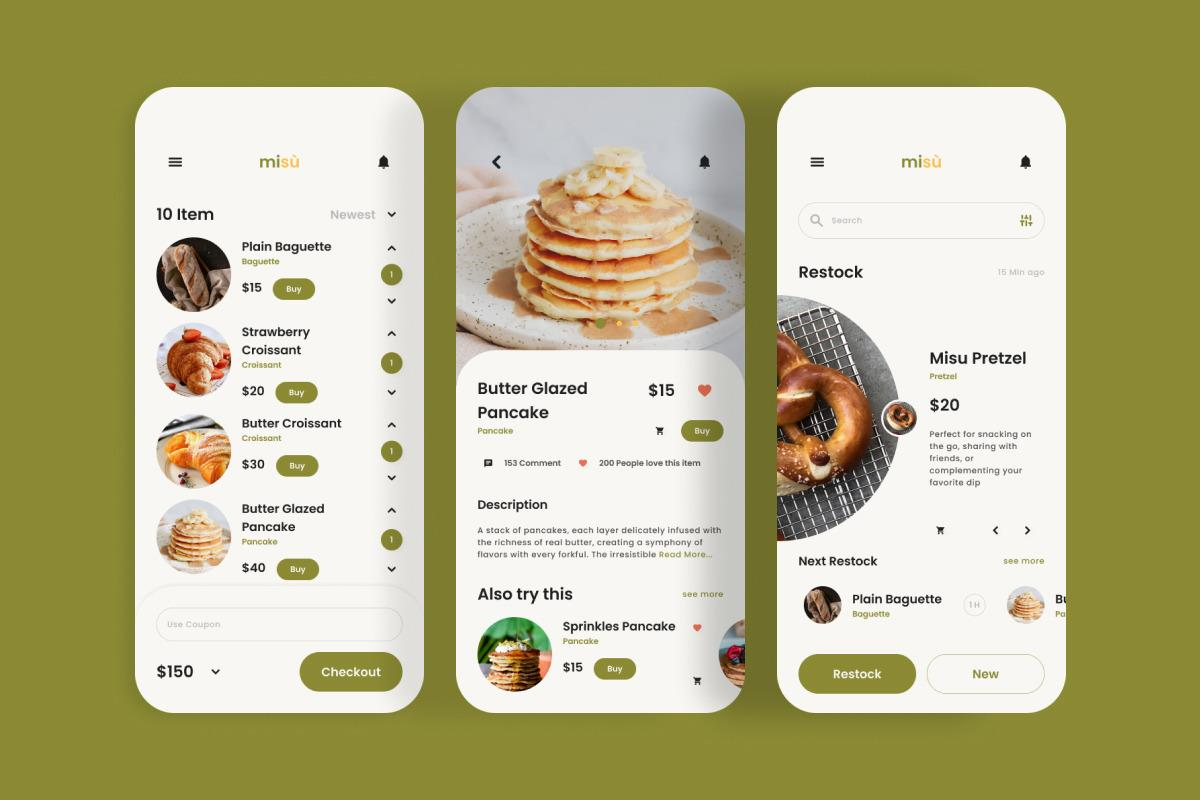 misù
10 Item
Newest
Plain Baguette
Baguette
1
$15
Buy
Strawberry
Croissant
Croissant
1
$20
Buy
Butter Croissant
Croissant
1
$30
Buy
Butter Glazed
Pancake
Pancake
1
$40
Buy
Use Coupon
$150
Checkout
Butter Glazed
Pancake
$15
Pancake
Buy
153 Comment
200 People love this item
Description
A stack of pancakes, each layer delicately infused with
the richness of real butter, creating a symphony of
flavors with every forkful. The irresistible Read More...
Also try this
see more
Sprinkles Pancake
Pancake
$15
Buy
misù
Search
Restock
15 Min ago
Misu Pretzel
Pretzel
$20
Perfect for snacking on
the go, sharing with
friends, or
complementing your
favorite dip
Next Restock
see more
Plain Baguette
Baguette
1 H
Bu
Pa
Restock
New